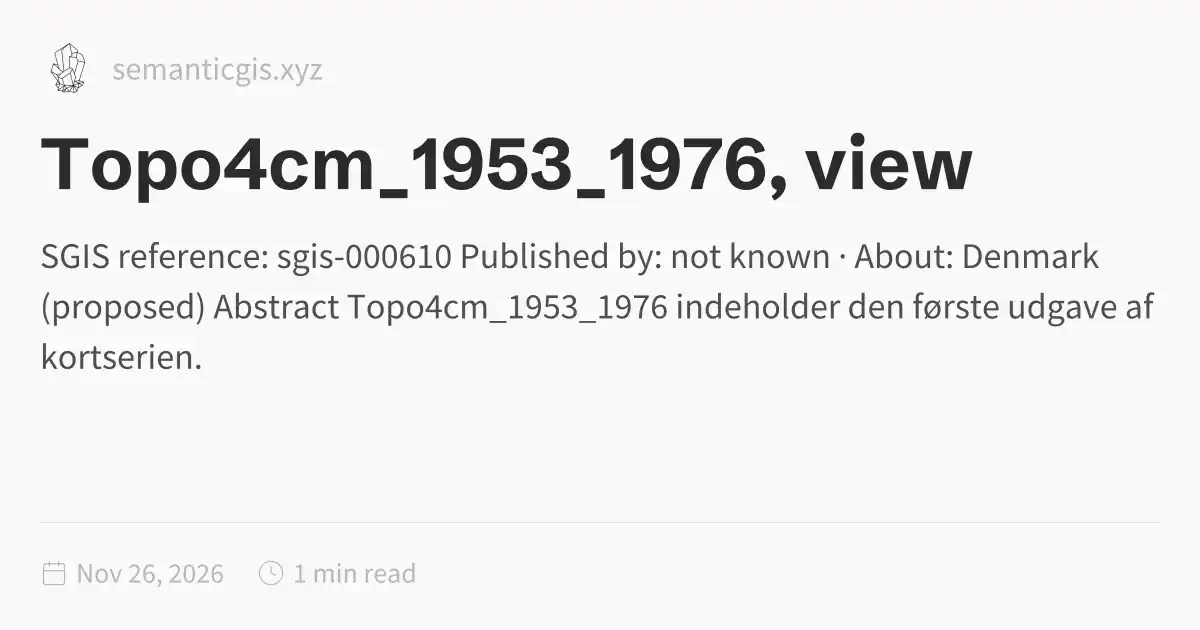 semanticgis.xyz
Topo4cm_1953_1976, view
SGIS reference: sgis-000610 Published by: not known · About: Denmark
(proposed) Abstract Topo4cm_1953_1976 indeholder den første udgave af
kortserien.
Nov 26, 2026 1 min read